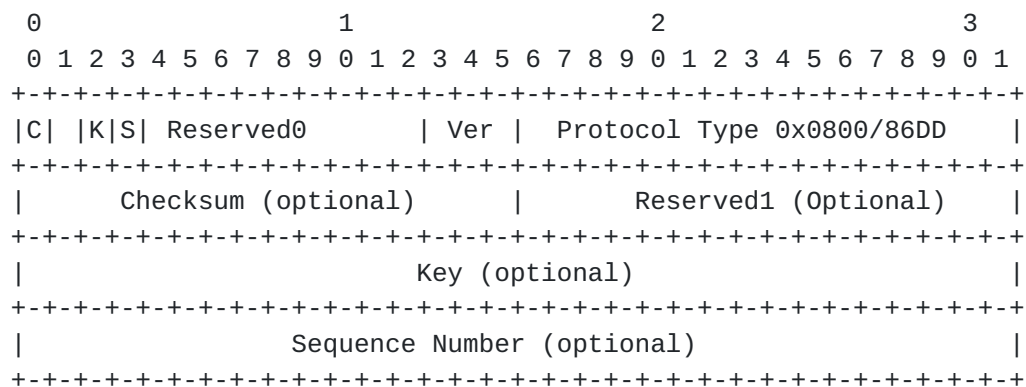 0                   1                   2                   3
 0 1 2 3 4 5 6 7 8 9 0 1 2 3 4 5 6 7 8 9 0 1 2 3 4 5 6 7 8 9 0 1
+-+-+-+-+-+-+-+-+-+-+-+-+-+-+-+-+-+-+-+-+-+-+-+-+-+-+-+-+-+-+-+-+
|C| |K|S| Reserved0       | Ver |  Protocol Type 0x0800/86DD    |
+-+-+-+-+-+-+-+-+-+-+-+-+-+-+-+-+-+-+-+-+-+-+-+-+-+-+-+-+-+-+-+-+
|      Checksum (optional)      |       Reserved1 (Optional)    |
+-+-+-+-+-+-+-+-+-+-+-+-+-+-+-+-+-+-+-+-+-+-+-+-+-+-+-+-+-+-+-+-+
|                         Key (optional)                        |
+-+-+-+-+-+-+-+-+-+-+-+-+-+-+-+-+-+-+-+-+-+-+-+-+-+-+-+-+-+-+-+-+
|                 Sequence Number (optional)                    |
+-+-+-+-+-+-+-+-+-+-+-+-+-+-+-+-+-+-+-+-+-+-+-+-+-+-+-+-+-+-+-+-+